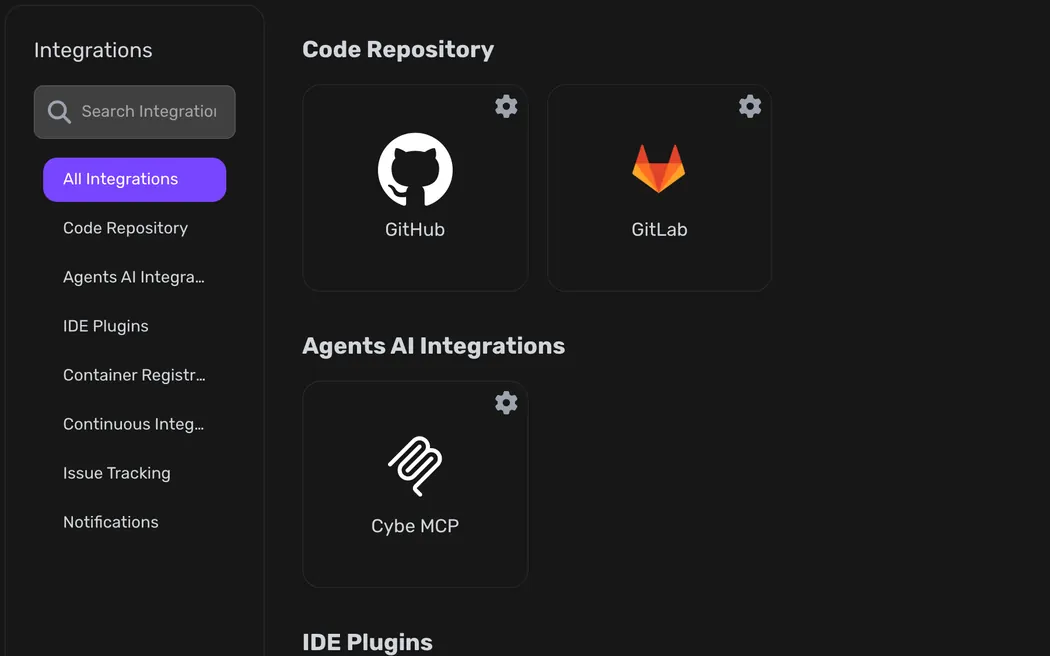 Integrations
Search Integration
All Integrations
Code Repository
Agents AI Integra...
IDE Plugins
Container Registr...
Continuous Integ...
Issue Tracking
Notifications
Code Repository
GitHub
GitLab
Agents AI Integrations
Cybe MCP
IDE Plugins